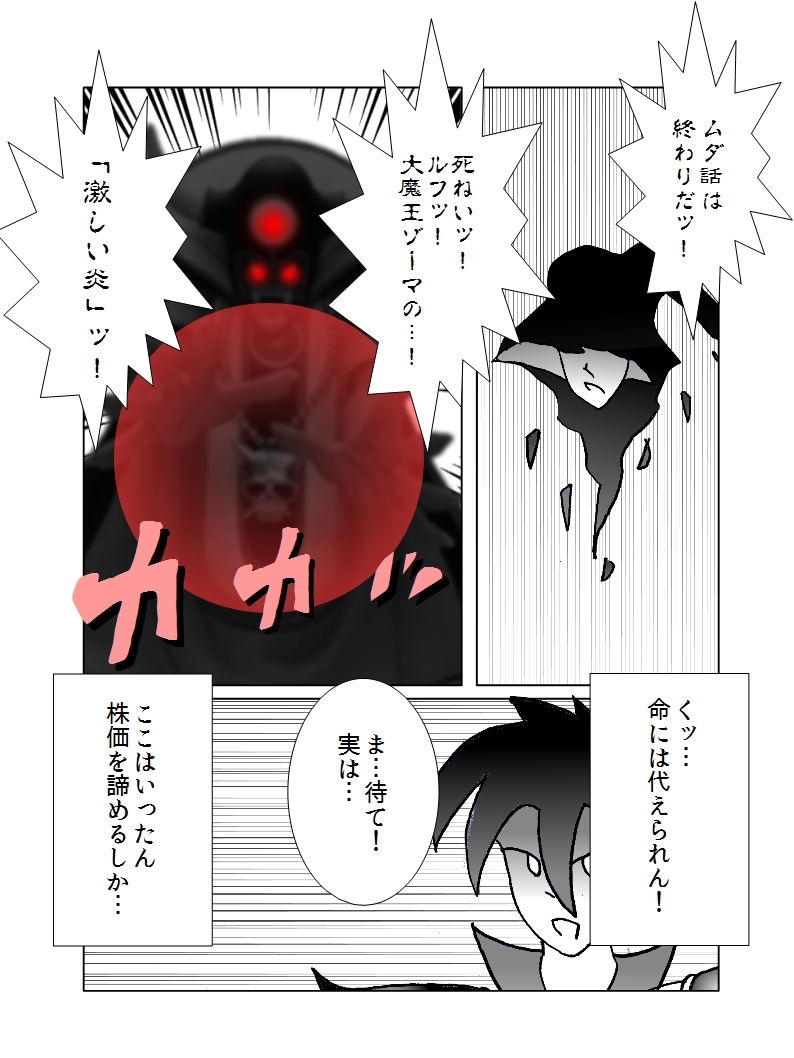 ムダ話は
終わりだッ！
死ねいッ！
ルフッ！
大魔王ゾーマの…！
『激しい炎』ッ！
カカッ
くッ…
命には代えられん！
ま…待て！
実は…
ここはいったん
株価を諦めるしか…